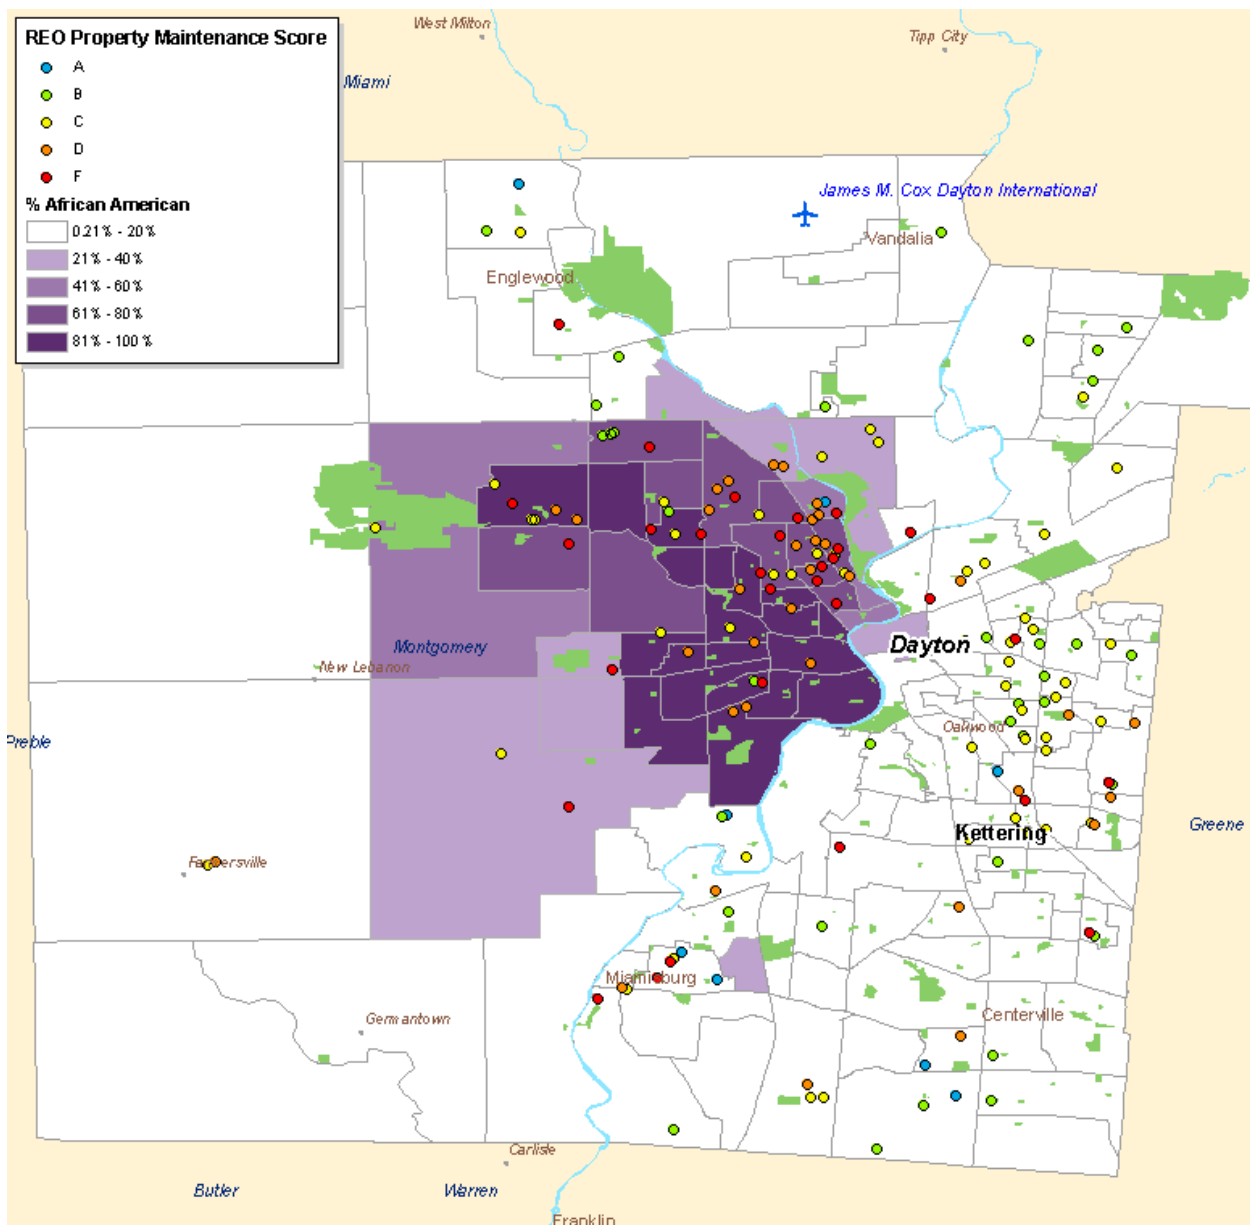 West Milton
Tipp City
REO Property Maintenance Score
A
Miami
B
C
D
F
% African American
James M. Cox Dayton International
0.21% - 20%
Vandalia
21% - 40%
Englewood
41% - 60%
61% - 80%
81% - 100%
Dayton
Montgomery
New Lebanon
Oakwood
Preble
Greene
Kettering
Farmersville
Miamisburg
Centerville
Germantown
Carlisle
Butler
Warren
Franklin